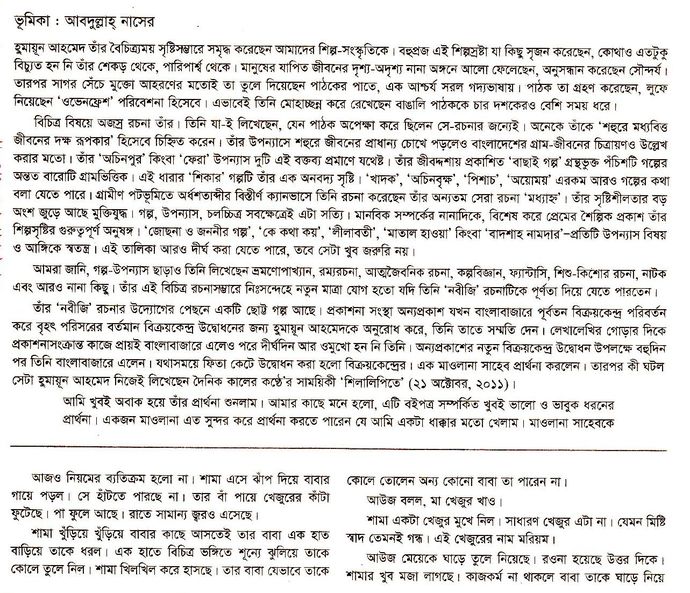 ভূমিকা : আবদুল্লাহ্ নাসের
হুমায়ূন আহমেদ তাঁর বৈচিত্র্যময় সৃষ্টিসম্ভারে সমৃদ্ধ করেছেন আমাদের শিল্প-সংস্কৃতিকে। বহুপ্রজ এই শিল্পস্রষ্টা যা কিছু সৃজন করেছেন, কোথাও এতটুকু
বিচ্যুত হন নি তাঁর শেকড় থেকে, পারিপার্শ্ব থেকে। মানুষের যাপিত জীবনের দৃশ্য-অদৃশ্য নানা অঙ্গনে আলো ফেলেছেন, অনুসন্ধান করেছেন সৌন্দর্য।
তারপর সাগর সেঁচে মুক্তো আহরণের মতোই তা তুলে দিয়েছেন পাঠকের পাতে, এক আশ্চর্য সরল গদ্যভাষায়। পাঠক তা গ্রহণ করেছেন, লুফে
নিয়েছেন ‘ওভেনফ্রেশ’ পরিবেশনা হিসেবে। এভাবেই তিনি মোহাচ্ছন্ন করে রেখেছেন বাঙালি পাঠককে চার দশকেরও বেশি সময় ধরে।
বিচিত্র বিষয়ে অজস্র রচনা তাঁর। তিনি যা-ই লিখেছেন, যেন পাঠক অপেক্ষা করে ছিলেন সে-রচনার জন্যেই। অনেকে তাঁকে ‘শহুরে মধ্যবিত্ত
জীবনের দক্ষ রূপকার’ হিসেবে চিহ্নিত করেন। তাঁর উপন্যাসে শহুরে জীবনের প্রাধান্য চোখে পড়লেও বাংলাদেশের গ্রাম-জীবনের চিত্রায়ণও উল্লেখ
করার মতো। তাঁর ‘অচিনপুর’ কিংবা ‘ফেরা’ উপন্যাস দুটি এই বক্তব্য প্রমাণে যথেষ্ট। তাঁর জীবদ্দশায় প্রকাশিত ‘বাছাই গল্প’ গ্রন্থভুক্ত পঁচিশটি গল্পের
অন্তত বারোটি গ্রামভিত্তিক। এই ধারার ‘শিকার’ গল্পটি তাঁর এক অনবদ্য সৃষ্টি। ‘খাদক’, ‘অচিনবৃক্ষ’, ‘পিশাচ’, ‘অয়োময়’ এরকম আরও গল্পের কথা
বলা যেতে পারে। গ্রামীণ পটভূমিতে অর্ধশতাব্দীর বিস্তীর্ণ ক্যানভাসে তিনি রচনা করেছেন তাঁর অন্যতম সেরা রচনা ‘মধ্যাহ্ন’। তাঁর সৃষ্টিশীলতার বড়
অংশ জুড়ে আছে মুক্তিযুদ্ধ। গল্প, উপন্যাস, চলচ্চিত্র সবক্ষেত্রেই এটা সত্যি। মানবিক সম্পর্কের নানাদিকে, বিশেষ করে প্রেমের শৈল্পিক প্রকাশ তাঁর
শিল্পসৃষ্টির গুরুত্বপূর্ণ অনুষঙ্গ। ‘জোছনা ও জননীর গল্প’, ‘কে কথা কয়’, ‘লীলাবতী’, ‘মাতাল হাওয়া’ কিংবা ‘বাদশাহ নামদার’–প্রতিটি উপন্যাস বিষয়
ও আঙ্গিকে স্বতন্ত্র। এই তালিকা আরও দীর্ঘ করা যেতে পারে, তবে সেটা খুব জরুরি নয়।
আমরা জানি, গল্প-উপন্যাস ছাড়াও তিনি লিখেছেন ভ্রমণোপাখ্যান, রম্যরচনা, আত্মজৈবনিক রচনা, কল্পবিজ্ঞান, ফ্যান্টাসি, শিশু-কিশোর রচনা, নাটক
এবং আরও নানা কিছু। তাঁর এই বিচিত্র রচনাসম্ভারে নিঃসন্দেহে নতুন মাত্রা যোগ হতো যদি তিনি ‘নবীজি’ রচনাটিকে পূর্ণতা দিয়ে যেতে পারতেন।
তাঁর ‘নবীজি’ রচনার উদ্যোগের পেছনে একটি ছোট্ট গল্প আছে। প্রকাশনা সংস্থা অন্যপ্রকাশ যখন বাংলাবাজারে পূর্বতন বিক্রয়কেন্দ্র পরিবর্তন
করে বৃহৎ পরিসরের বর্তমান বিক্রয়কেন্দ্র উদ্বোধনের জন্য হুমায়ূন আহমেদকে অনুরোধ করে, তিনি তাতে সম্মতি দেন। লেখালেখির গোড়ার দিকে
প্রকাশনাসংক্রান্ত কাজে প্রায়ই বাংলাবাজারে এলেও পরে দীর্ঘদিন আর ওমুখো হন নি তিনি। অন্যপ্রকাশের নতুন বিক্রয়কেন্দ্র উদ্বোধন উপলক্ষে বহুদিন
পর তিনি বাংলাবাজারে এলেন। যথাসময়ে ফিতা কেটে উদ্বোধন করা হলো বিক্রয়কেন্দ্রের। এক মাওলানা সাহেব প্রার্থনা করলেন। তারপর কী ঘটল
সেটা হুমায়ূন আহমেদ নিজেই লিখেছেন দৈনিক কালের কণ্ঠে’র সাময়িকী ‘শিলালিপিতে’ (২১ অক্টোবর, ২০১১)।
আমি খুবই অবাক হয়ে তাঁর প্রার্থনা শুনলাম। আমার কাছে মনে হলো, এটি বইপত্র সম্পর্কিত খুবই ভালো ও ভাবুক ধরনের
প্রার্থনা। একজন মাওলানা এত সুন্দর করে প্রার্থনা করতে পারেন যে আমি একটা ধাক্কার মতো খেলাম। মাওলানা সাহেবকে
আজও নিয়মের ব্যতিক্রম হলো না। শামা এসে ঝাঁপ দিয়ে বাবার
গায়ে পড়ল। সে হাঁটতে পারছে না। তার বাঁ পায়ে খেজুরের কাঁটা
ফুটেছে। পা ফুলে আছে। রাতে সামান্য জ্বরও এসেছে।
শামা খুঁড়িয়ে খুঁড়িয়ে বাবার কাছে আসতেই তার বাবা এক হাত
বাড়িয়ে তাকে ধরল। এক হাতে বিচিত্র ভঙ্গিতে শূন্যে ঝুলিয়ে তাকে
কোলে তুলে নিল। শামা খিলখিল করে হাসছে। তার বাবা যেভাবে তাকে
কোলে তোলেন অন্য কোনো বাবা তা পারেন না।
আউজ বলল, মা খেজুর খাও।
শামা একটা খেজুর মুখে নিল। সাধারণ খেজুর এটা না। যেমন মিষ্টি
স্বাদ তেমনই গন্ধ। এই খেজুরের নাম মরিয়ম।
আউজ মেয়েকে ঘাড়ে তুলে নিয়েছে। রওনা হয়েছে উত্তর দিকে।
শামার খুব মজা লাগছে। কাজকর্ম না থাকলে বাবা তাকে ঘাড়ে নিয়ে